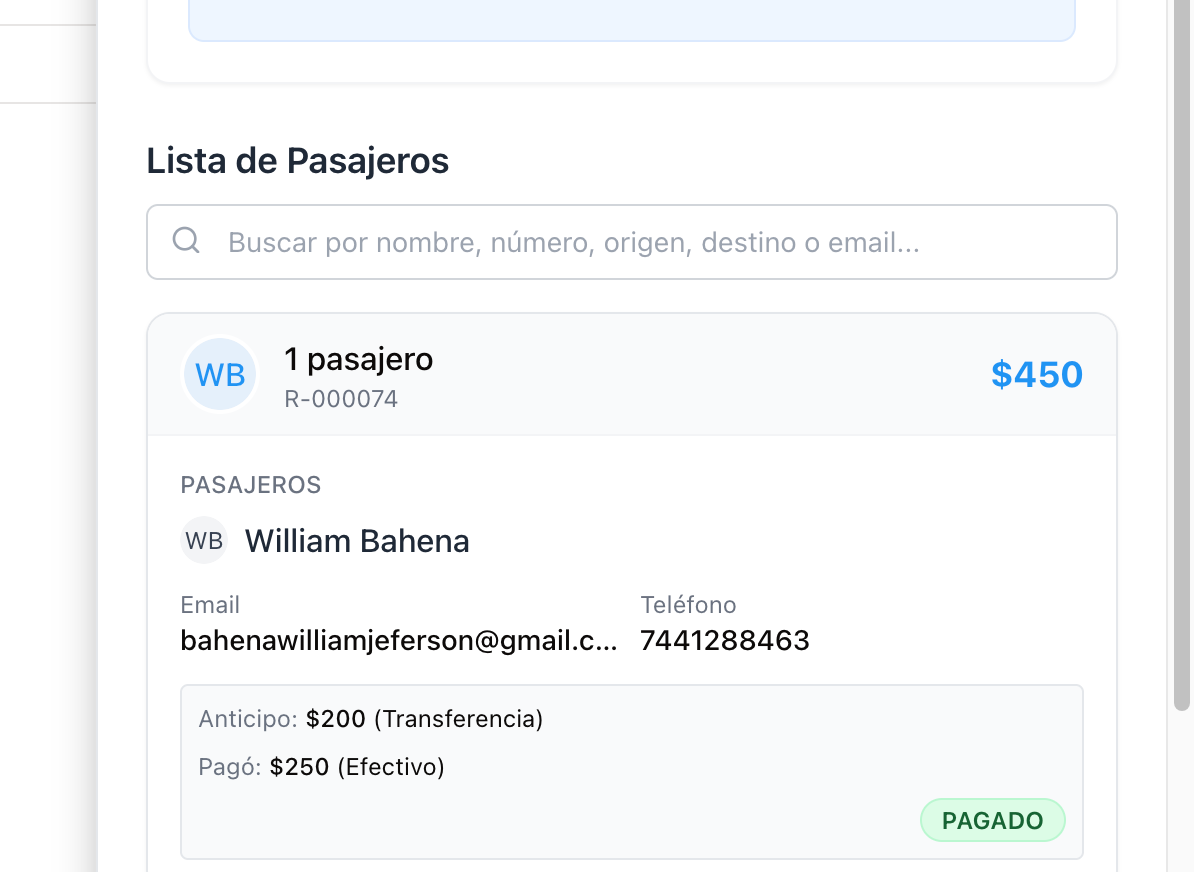 Lista de Pasajeros
Buscar por nombre, número, origen, destino o email...
WB
1 pasajero
$450
R-000074
PASAJEROS
WB William Bahena
Email Teléfono
bahenawilliamjeferson@gmail.c... 7441288463
Anticipo: $200 (Transferencia)
Pagó: $250 (Efectivo)
PAGADO